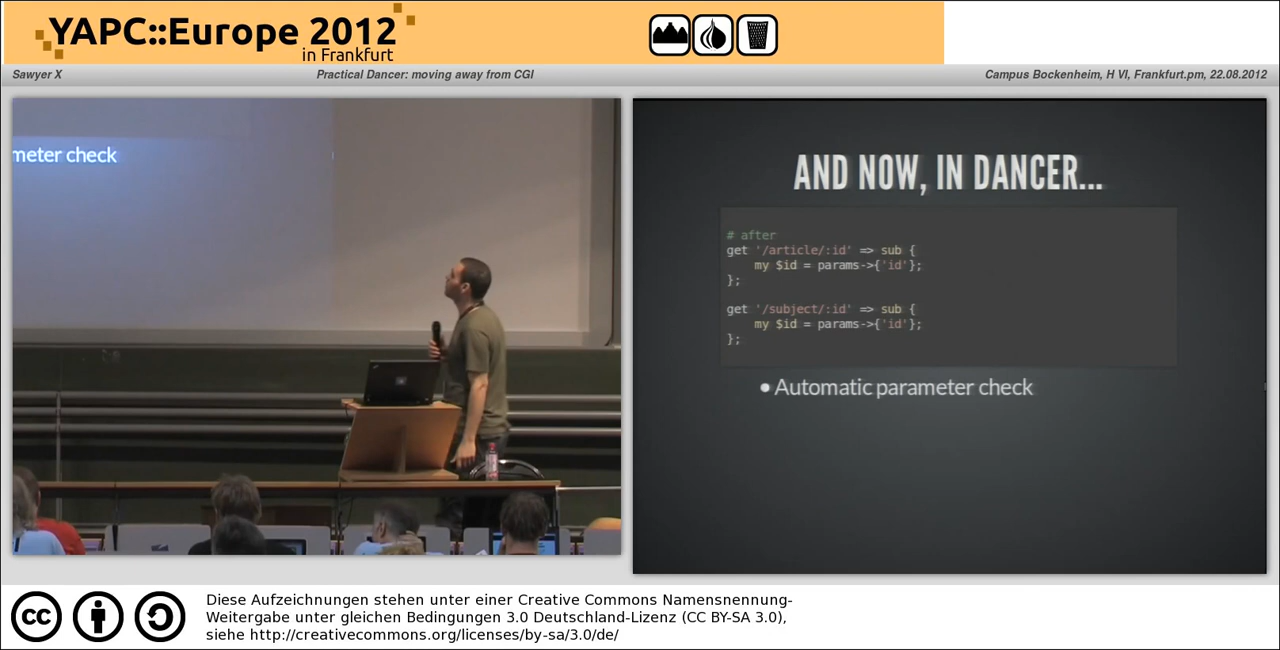 YAPC::Europe 2012
in Frankfurt
Sawyer X
Practical Dancer: moving away from CGI
Campus Bockenheim, H VI, Frankfurt.pm, 22.08.2012
meter check
AND NOW, IN DANCER...
# after
get '/article/:id' => sub {
    my $id = params->{'id'};
};
get '/subject/:id' => sub {
    my $id = params->{'id'};
};
• Automatic parameter check
cc
Diese Aufzeichnungen stehen unter einer Creative Commons Namensnennung-
Weitergabe unter gleichen Bedingungen 3.0 Deutschland-Lizenz (CC BY-SA 3.0),
siehe http://creativecommons.org/licenses/by-sa/3.0/de/